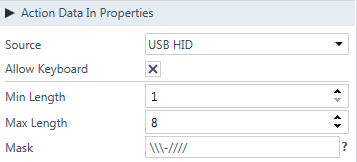 Action Data In Properties
Source USB HID
Allow Keyboard
Min Length 1
Max Length 8
Mask \\\-//// ?